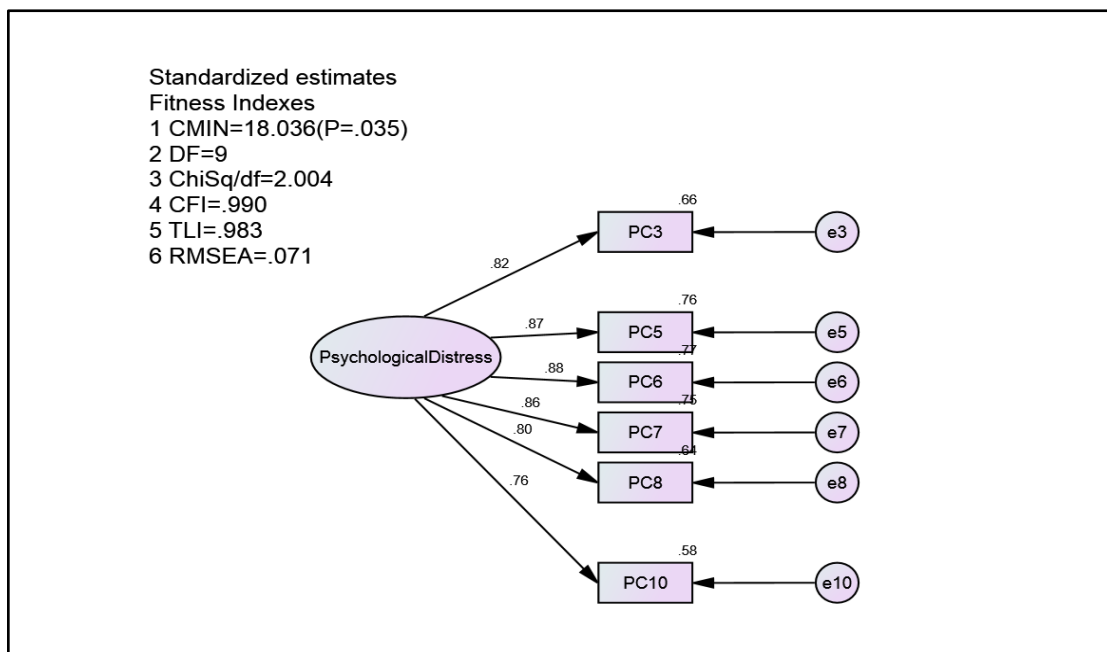 Standardized estimates
Fitness Indexes
1 CMIN=18.036(P=.035)
2 DF=9
3 ChiSq/df=2.004
4 CFI=.990
5 TLI=.983
6 RMSEA=.071
.66
PC3
e3
.82
.76
PC5
e5
.87
PsychologicalDistress
.77
PC6
e6
.88
.75
PC7
e7
.86
.80
.64
PC8
e8
.76
.58
PC10
e10